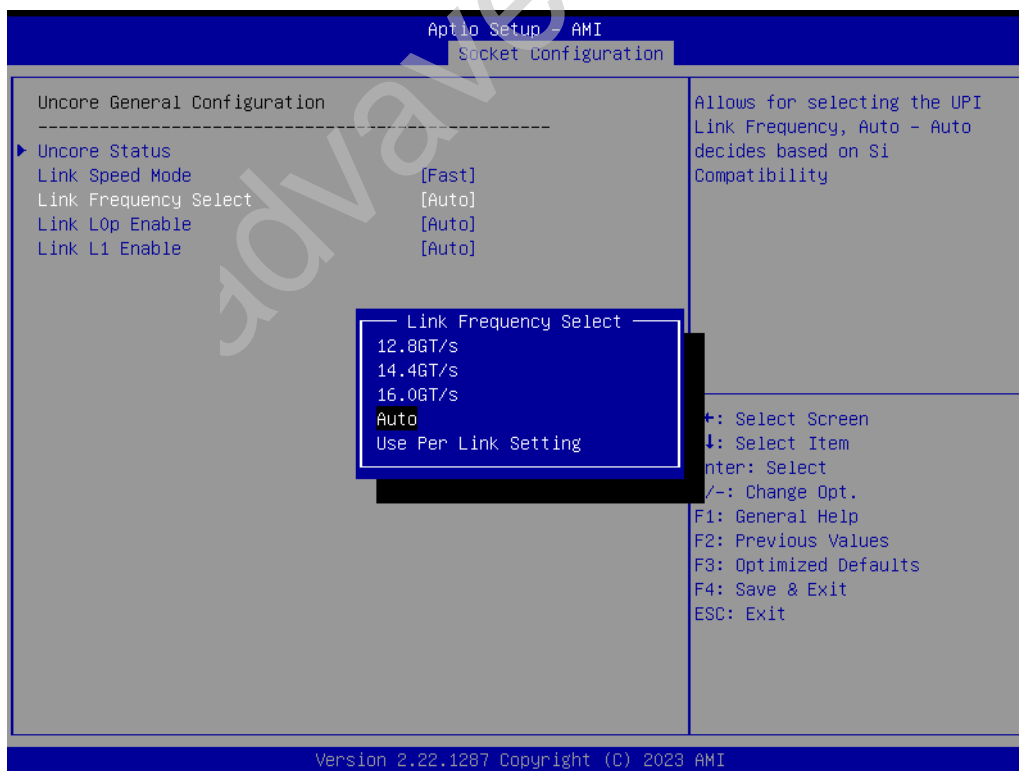 Aptio Setup – AMI
Socket Configuration
Uncore General Configuration
--------------------------------------------------
Uncore Status
Link Speed Mode [Fast]
Link Frequency Select [Auto]
Link L0p Enable [Auto]
Link L1 Enable [Auto]
Link Frequency Select
12.8GT/s
14.4GT/s
16.0GT/s
Auto
Use Per Link Setting
Allows for selecting the UPI
Link Frequency, Auto – Auto
decides based on Si
Compatibility
: Select Screen
: Select Item
nter: Select
/-: Change Opt.
F1: General Help
F2: Previous Values
F3: Optimized Defaults
F4: Save & Exit
ESC: Exit
Version 2.22.1287 Copyright (C) 2023 AMI